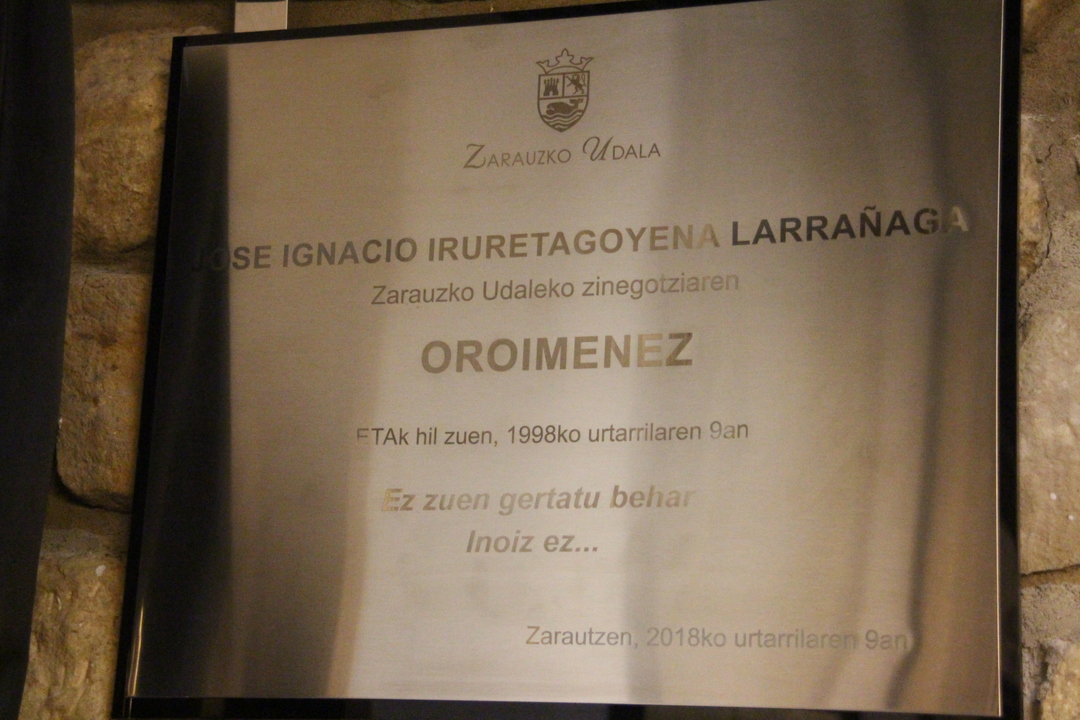 ZARAUZKO UDALA
JOSE IGNACIO IRURETAGOYENA LARRAÑAGA
Zarauzko Udaleko zinegotziaren
OROIMENEZ
ETAk hil zuen, 1998ko urtarrilaren 9an
Ez zuen gertatu behar
Inoiz ez...
Zarautzen, 2018ko urtarrilaren 9an